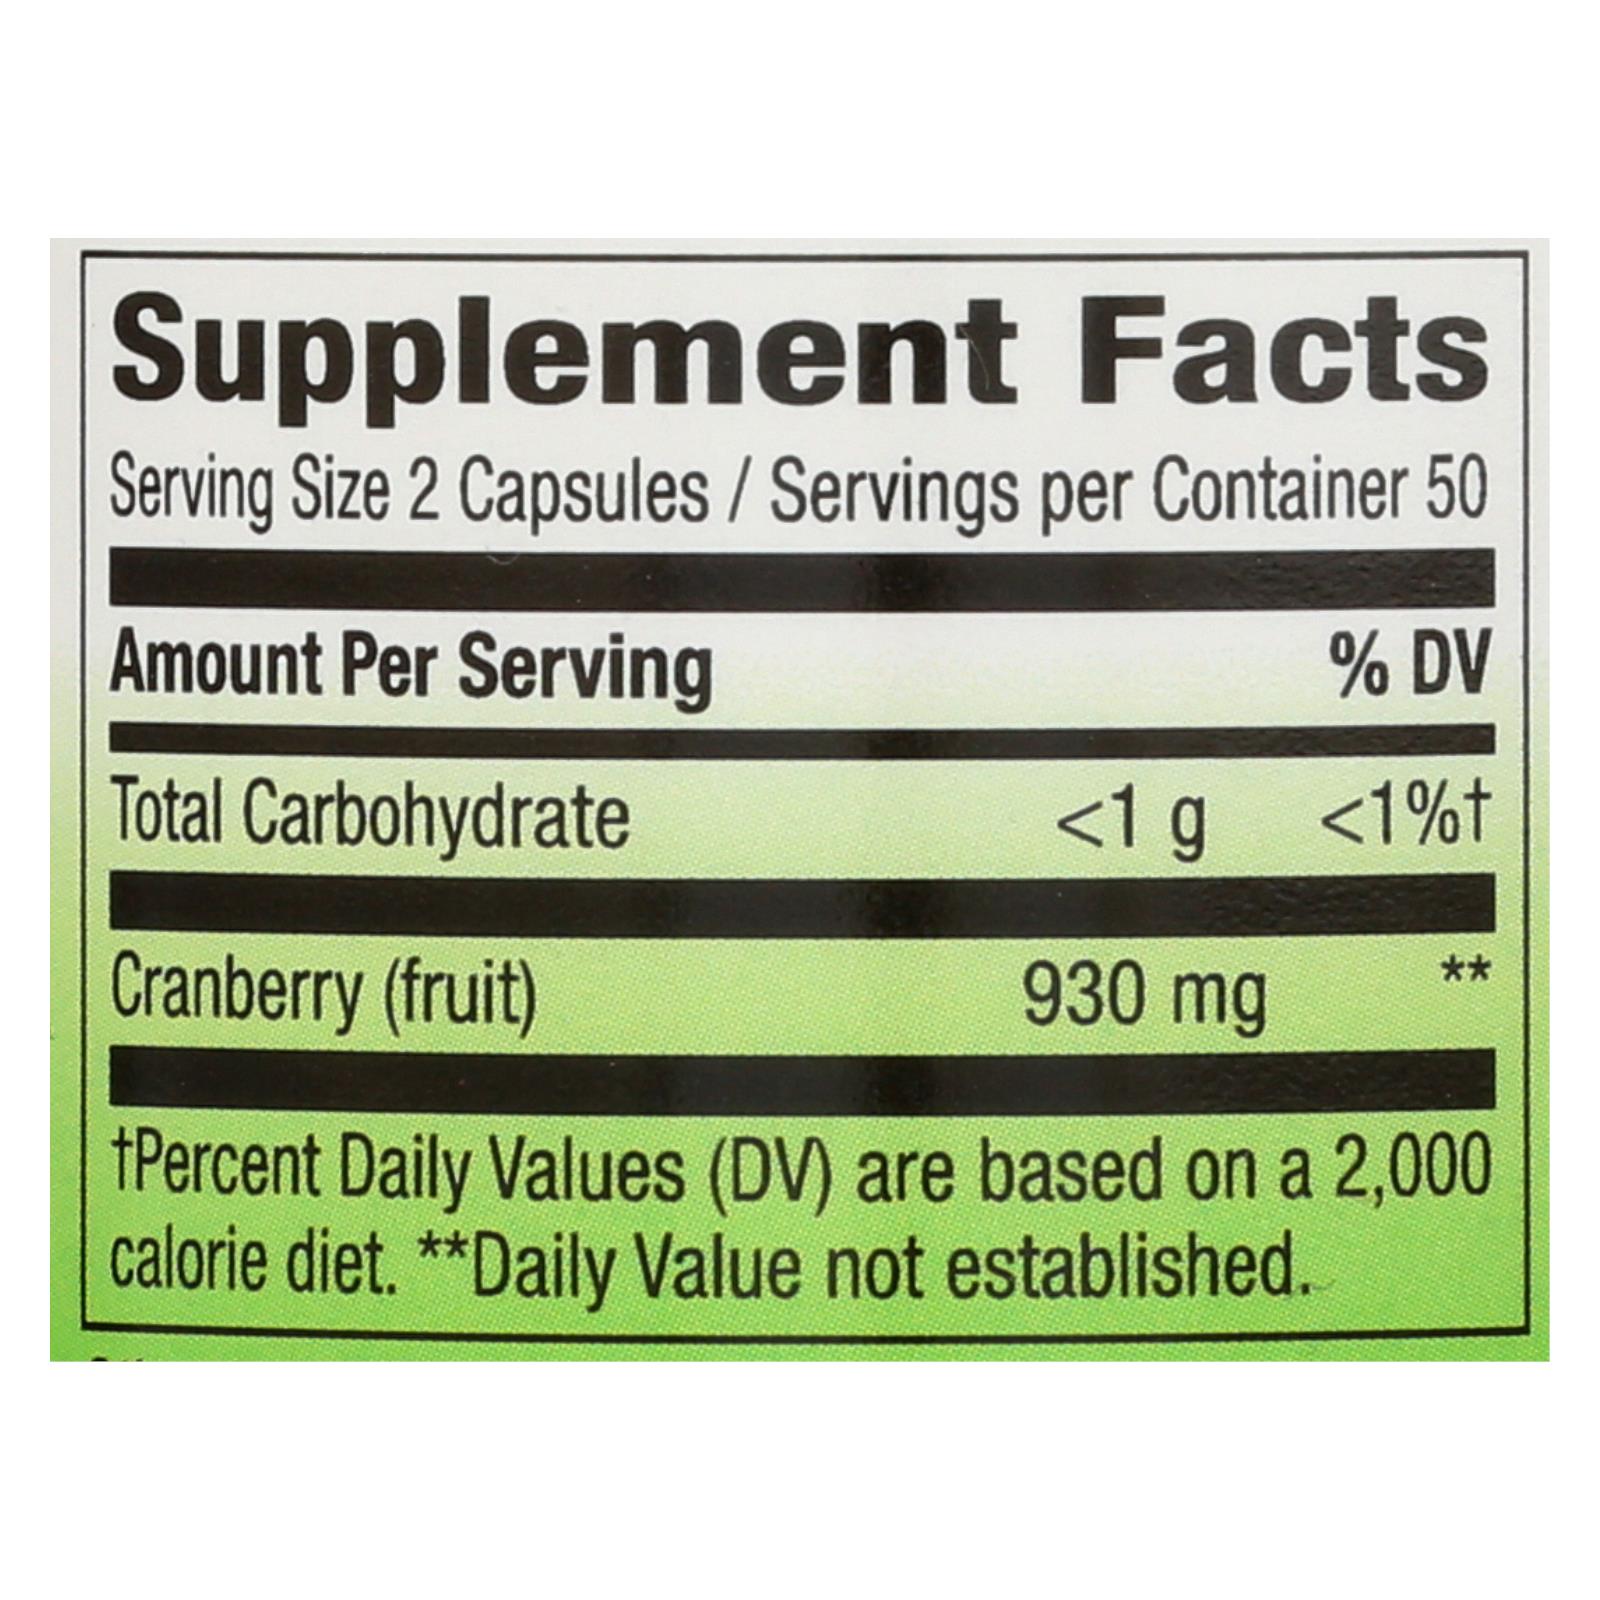 Supplement Facts
Serving Size 2 Capsules / Servings per Container 50
Amount Per Serving % DV
Total Carbohydrate <1 g <1%†
Cranberry (fruit) 930 mg **
†Percent Daily Values (DV) are based on a 2,000
calorie diet. **Daily Value not established.